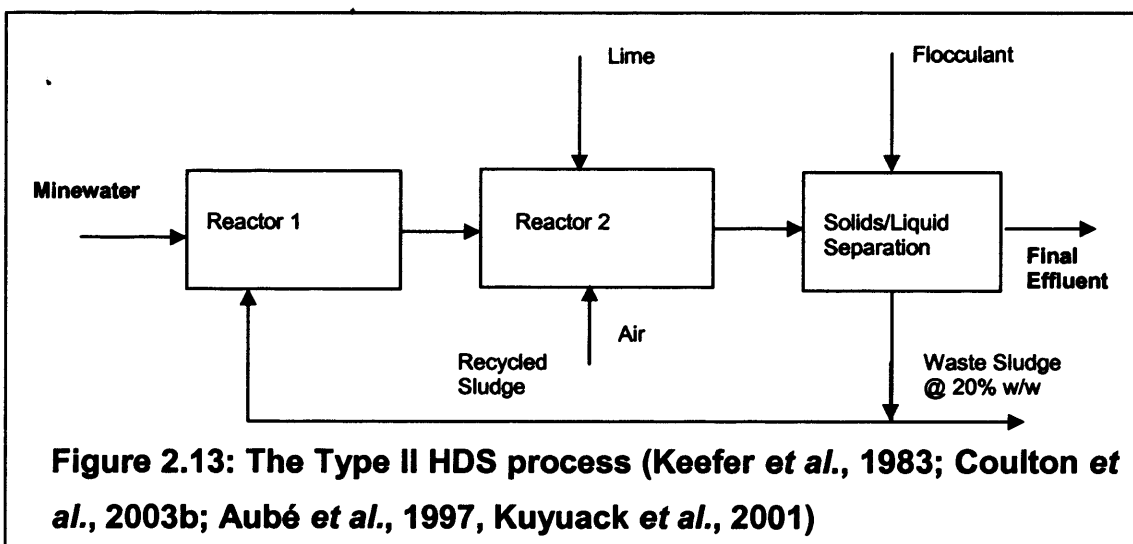 Lime
Flocculant
Minewater
Reactor 1
Reactor 2
Solids/Liquid
Separation
Final
Effluent
Air
Recycled
Sludge
Waste Sludge
@ 20% w/w
Figure 2.13: The Type II HDS process (Keefer et al., 1983; Coulton et
al., 2003b; Aubé et al., 1997, Kuyuack et al., 2001)